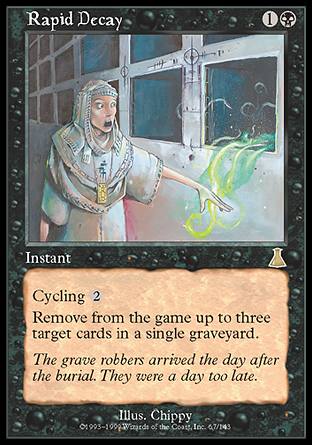 Rapid Decay 1
Instant
Cycling 2
Remove from the game up to three
target cards in a single graveyard.
The grave robbers arrived the day after
the burial. They were a day too late.
Illus. Chippy
©1993–1999 Wizards of the Coast, Inc. 67/143